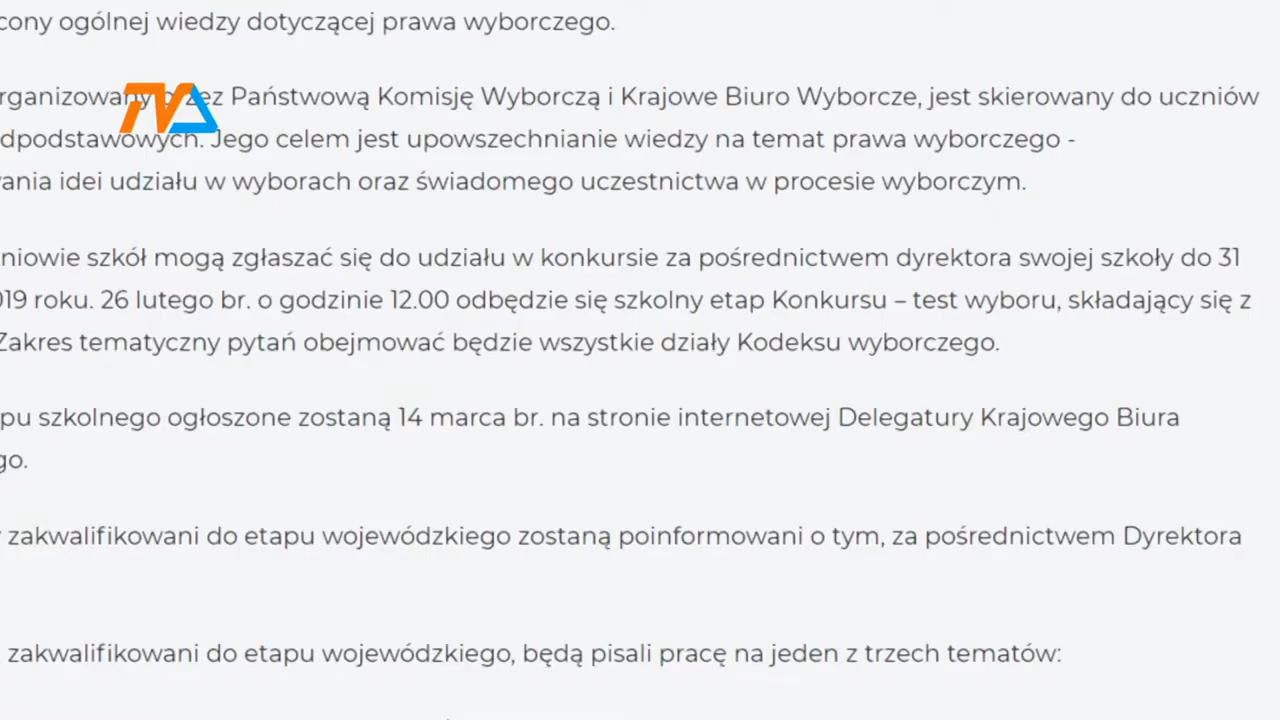 cony ogólnej wiedzy dotyczącej prawa wyborczego.
rganizowany przez Państwową Komisję Wyborczą i Krajowe Biuro Wyborcze, jest skierowany do uczniów
dpodstawowych. Jego celem jest upowszechnianie wiedzy na temat prawa wyborczego -
wania idei udziału w wyborach oraz świadomego uczestnictwa w procesie wyborczym.
niowie szkół mogą zgłaszać się do udziału w konkursie za pośrednictwem dyrektora swojej szkoły do 31
019 roku. 26 lutego br. o godzinie 12.00 odbędzie się szkolny etap Konkursu – test wyboru, składający się z
Zakres tematyczny pytań obejmować będzie wszystkie działy Kodeksu wyborczego.
pu szkolnego ogłoszone zostaną 14 marca br. na stronie internetowej Delegatury Krajowego Biura
go.
zakwalifikowani do etapu wojewódzkiego zostaną poinformowani o tym, za pośrednictwem Dyrektora
zakwalifikowani do etapu wojewódzkiego, będą pisali pracę na jeden z trzech tematów: